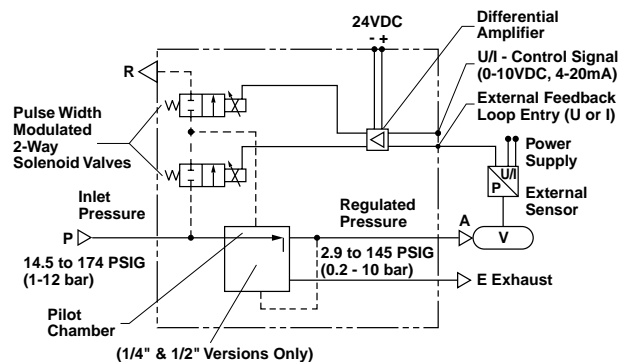 24VDC
- +
Differential
Amplifier
R
U/I - Control Signal
(0-10VDC, 4-20mA)
External Feedback
Loop Entry (U or I)
Pulse Width
Modulated
2-Way
Solenoid Valves
Power
Supply
U/I
P
External
Sensor
Inlet
Pressure
Regulated
Pressure
P
A
V
14.5 to 174 PSIG
(1-12 bar)
2.9 to 145 PSIG
(0.2 - 10 bar)
E Exhaust
Pilot
Chamber
(1/4" & 1/2" Versions Only)